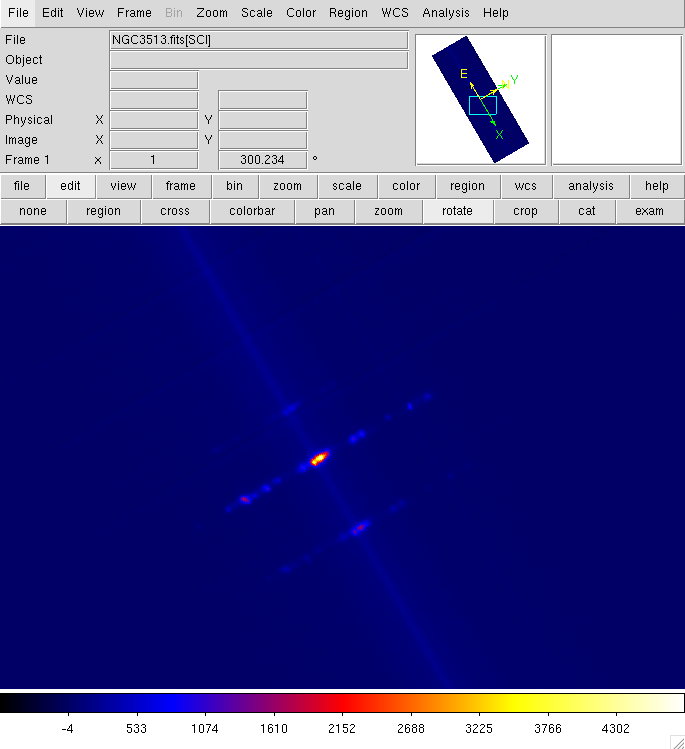 File Edit View Frame Bin Zoom Scale Color Region WCS Analysis Help
File NGC3513.fits[SCI]
Object
Value
WCS
Physical X Y
Image X Y
Frame 1 x 1 300.234 °
E Y
X
file edit view frame bin zoom scale color region wcs analysis help
none region cross colorbar pan zoom rotate crop cat exam
-4 533 1074 1610 2152 2688 3225 3766 4302